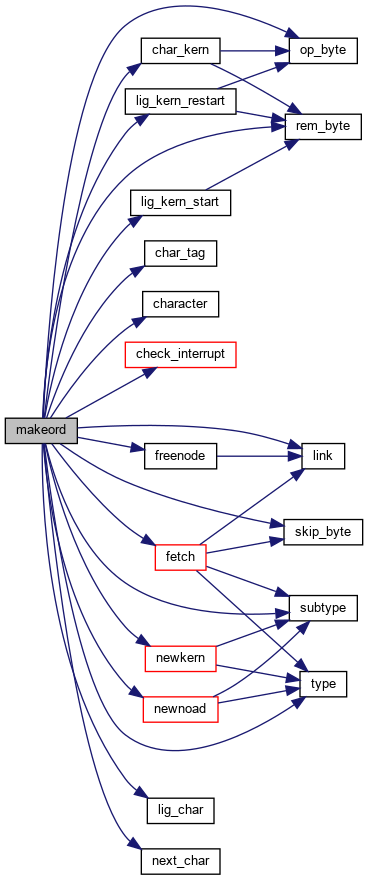 char_kern
op_byte
lig_kern_restart
rem_byte
lig_kern_start
char_tag
character
check_interrupt
makeord
freenode
link
skip_byte
fetch
subtype
newkern
type
newnoad
lig_char
next_char